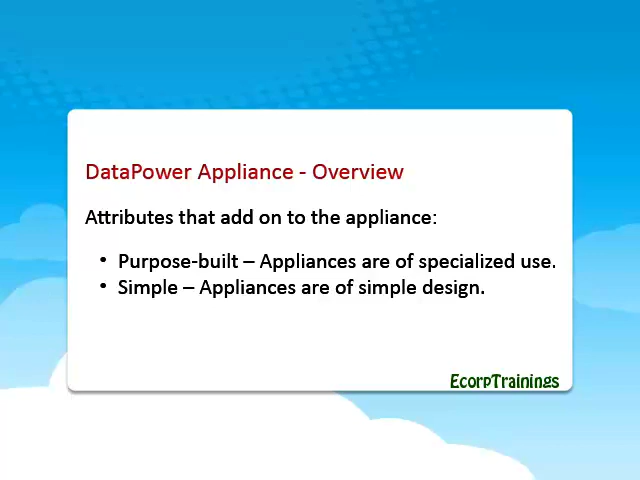 DataPower Appliance - Overview
Attributes that add on to the appliance:
• Purpose-built – Appliances are of specialized use.
• Simple – Appliances are of simple design.
EcorpTrainings